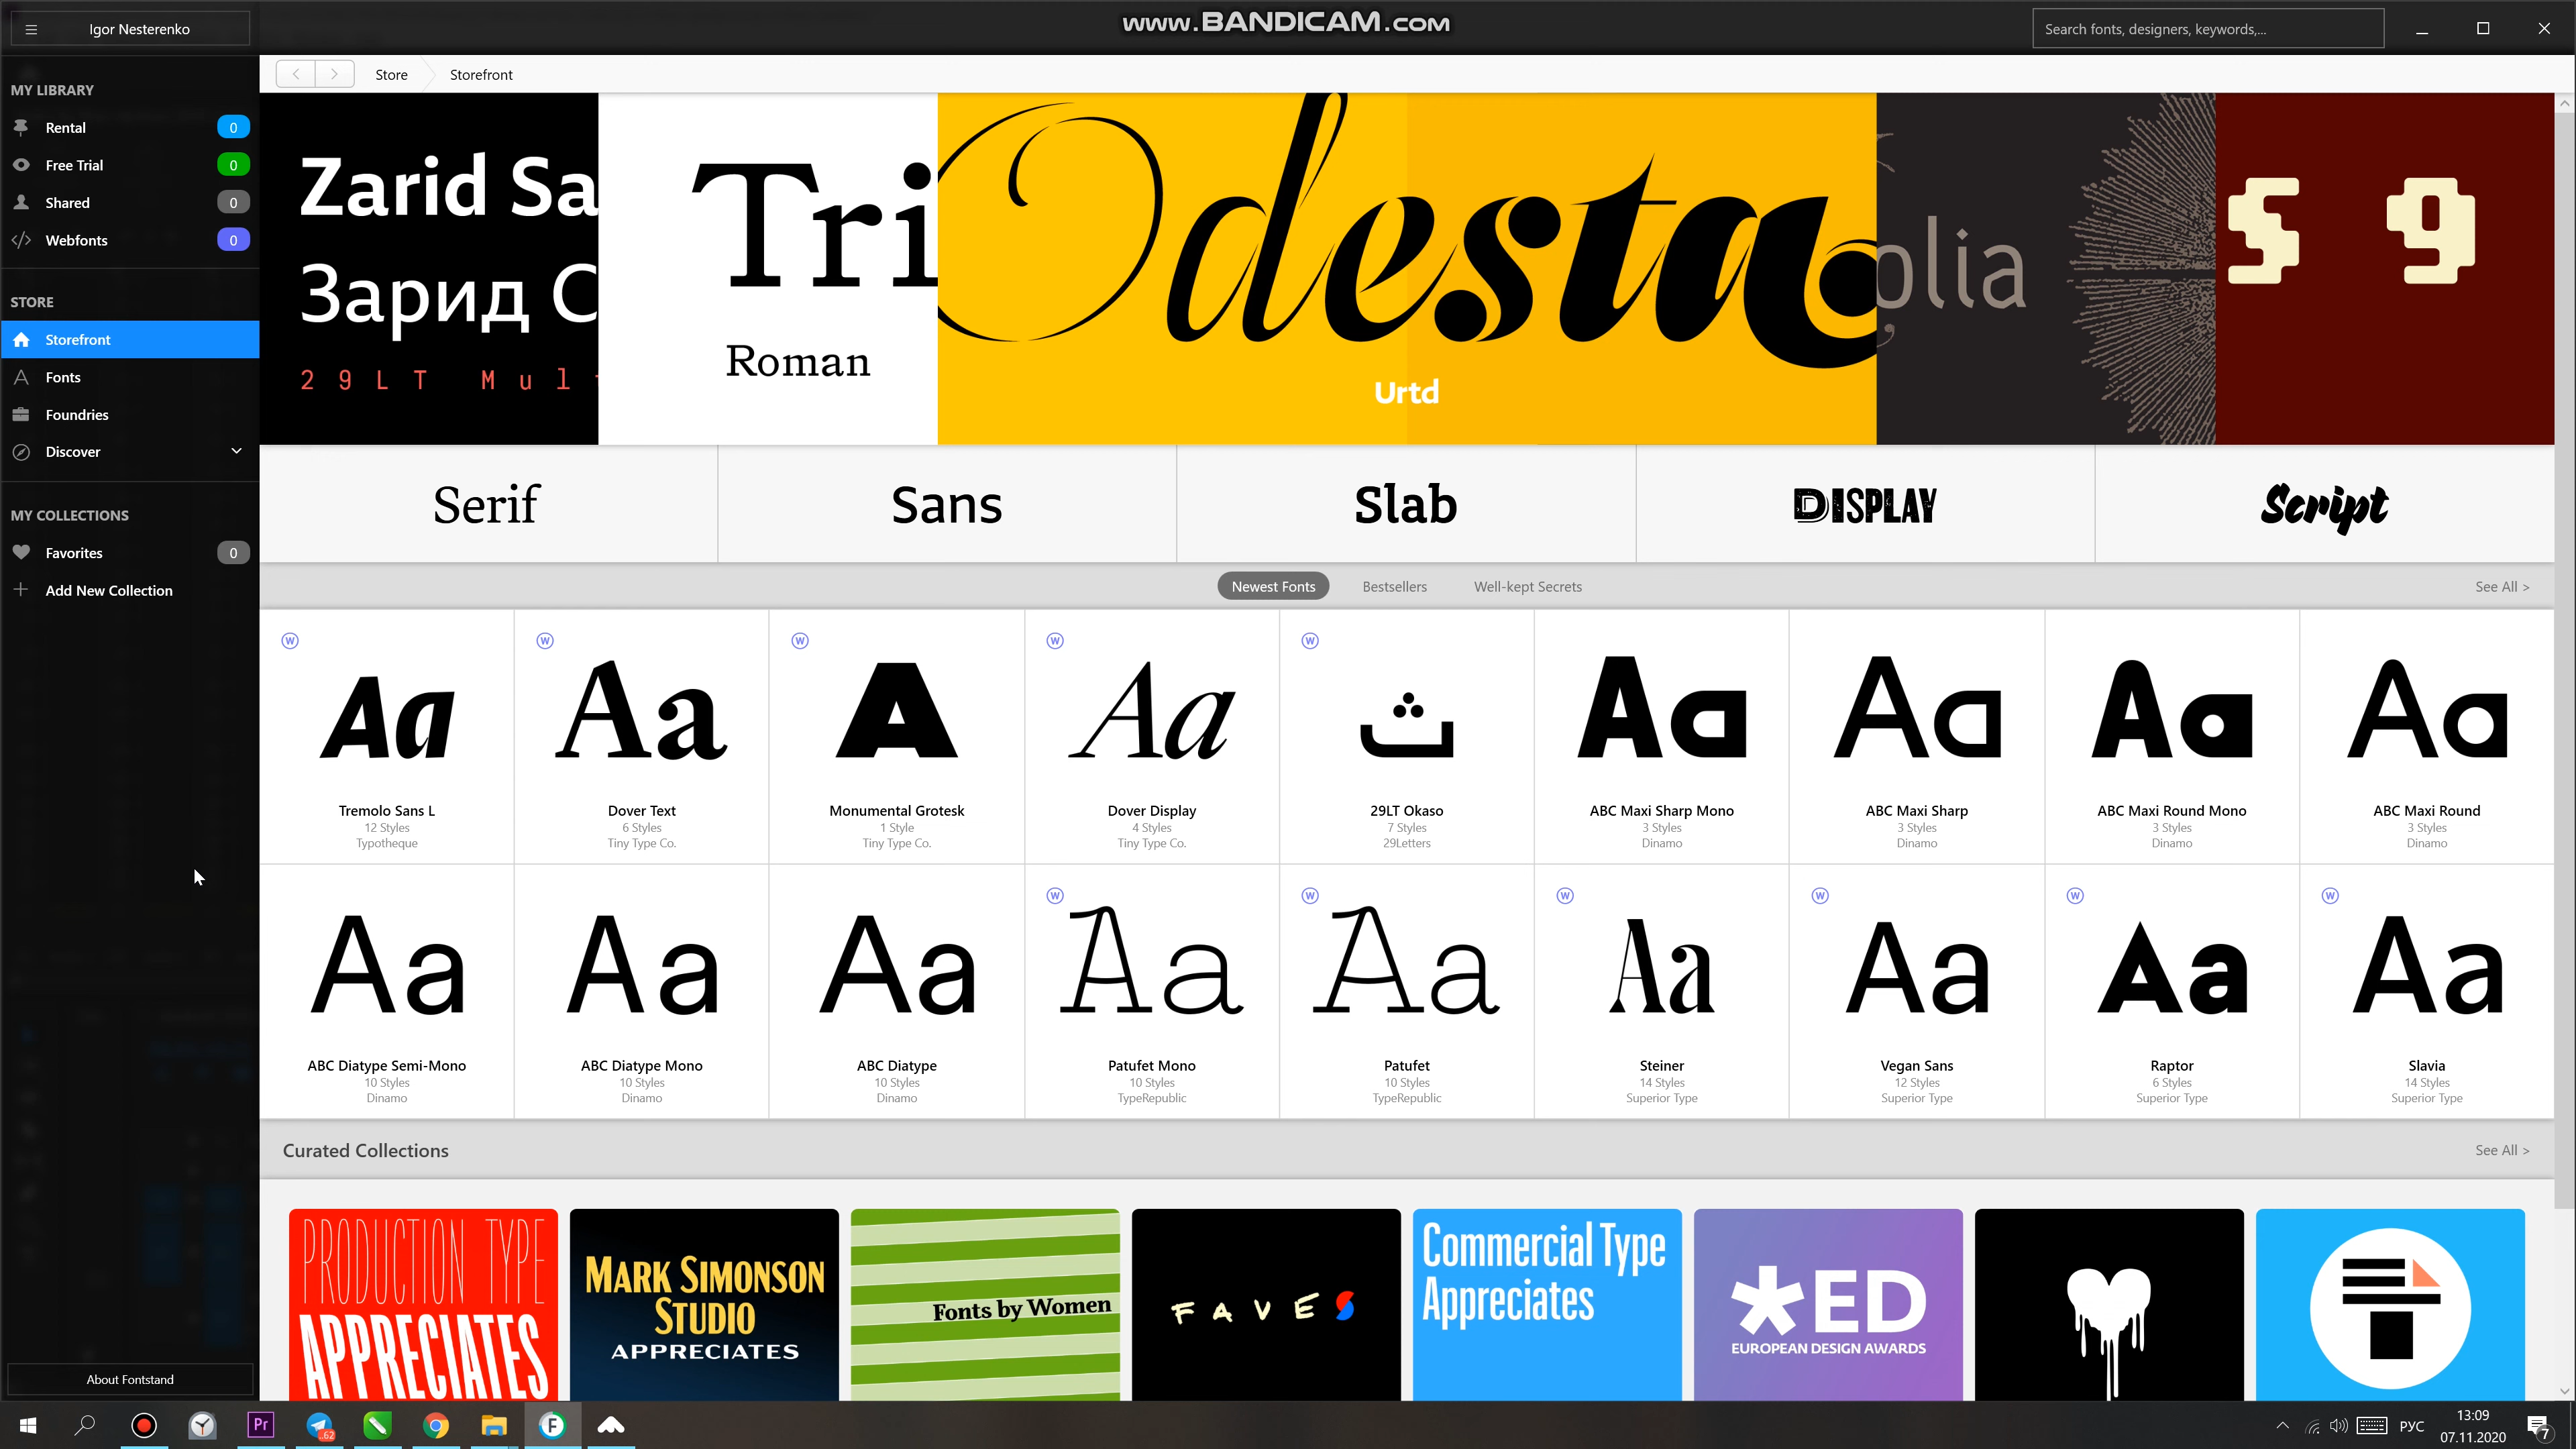 Igor Nesterenko
www.BANDICAM.com
Search fonts, designers, keywords,...
Store
Storefront
MY LIBRARY
Rental 0
Free Trial 0
Shared 0
Webfonts 0
STORE
Storefront
Fonts
Foundries
Discover
MY COLLECTIONS
Favorites 0
Add New Collection
About Fontstand
Zarid Sa
Зарид С
29LT Mul
Tri
Roman
Odesta
Urtd
olia
S 9
Serif
Sans
Slab
DISPLAY
Script
Newest Fonts
Bestsellers
Well-kept Secrets
See All >
W
Aa
Tremolo Sans L
12 Styles
Typotheque
W
Aa
Dover Text
6 Styles
Tiny Type Co.
W
A
Monumental Grotesk
1 Style
Tiny Type Co.
W
Aa
Dover Display
4 Styles
Tiny Type Co.
W
ث
29LT Okaso
7 Styles
29Letters
Aa
ABC Maxi Sharp Mono
3 Styles
Dinamo
Aa
ABC Maxi Sharp
3 Styles
Dinamo
Aa
ABC Maxi Round Mono
3 Styles
Dinamo
Aa
ABC Maxi Round
3 Styles
Dinamo
Aa
ABC Diatype Semi-Mono
10 Styles
Dinamo
Aa
ABC Diatype Mono
10 Styles
Dinamo
Aa
ABC Diatype
10 Styles
Dinamo
W
Aa
Patufet Mono
10 Styles
TypeRepublic
W
Aa
Patufet
10 Styles
TypeRepublic
W
Aa
Steiner
14 Styles
Superior Type
W
Aa
Vegan Sans
12 Styles
Superior Type
W
Aa
Raptor
6 Styles
Superior Type
W
Aa
Slavia
14 Styles
Superior Type
Curated Collections
See All >
PRODUCTION TYPE
APPRECIATES
MARK SIMONSON
STUDIO
APPRECIATES
Fonts by Women
FAVES
Commercial Type
Appreciates
*ED
EUROPEAN DESIGN AWARDS
Pr
.62
F
РУС
13:09
07.11.2020
7